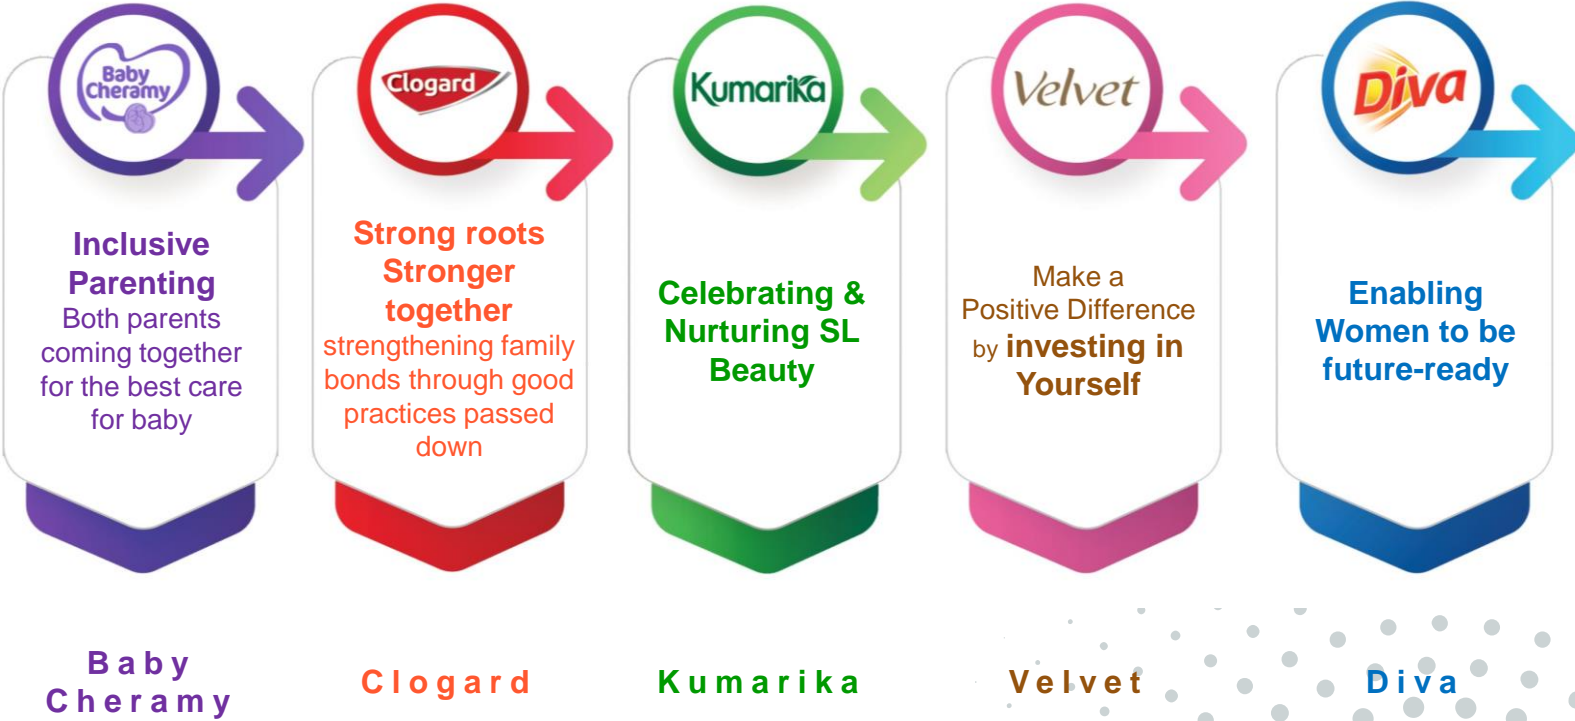 Baby
Cheramy
Inclusive
Parenting
Both parents
coming together
for the best care
for baby
Baby
Cheramy
Clogard
Strong roots
Stronger
together
strengthening family
bonds through good
practices passed
down
Clogard
Kumarika
Celebrating &
Nurturing SL
Beauty
Kumarika
Velvet
Make a
Positive Difference
by investing in
Yourself
Velvet
Diva
Enabling
Women to be
future-ready
Diva